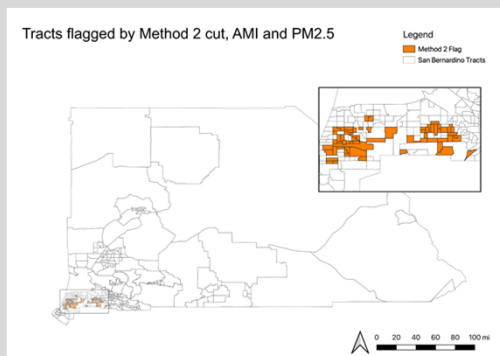 Tracts flagged by Method 2 cut, AMI and PM2.5
Legend
Method 2 Flag
San Bernardino Tracts
0 20 40 60 80 100 mi